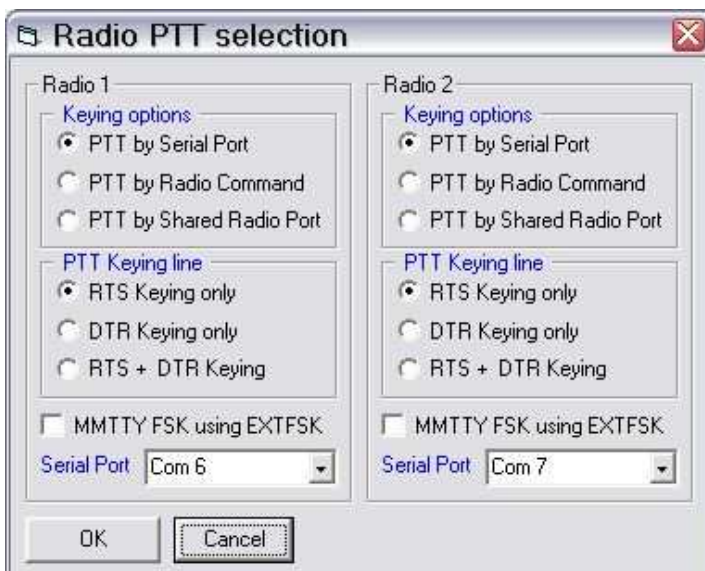 Radio PTT selection
Radio 1
Keying options
PTT by Serial Port
PTT by Radio Command
PTT by Shared Radio Port
PTT Keying line
RTS Keying only
DTR Keying only
RTS + DTR Keying
MMTTY FSK using EXTFSK
Serial Port Com 6
Radio 2
Keying options
PTT by Serial Port
PTT by Radio Command
PTT by Shared Radio Port
PTT Keying line
RTS Keying only
DTR Keying only
RTS + DTR Keying
MMTTY FSK using EXTFSK
Serial Port Com 7
OK
Cancel